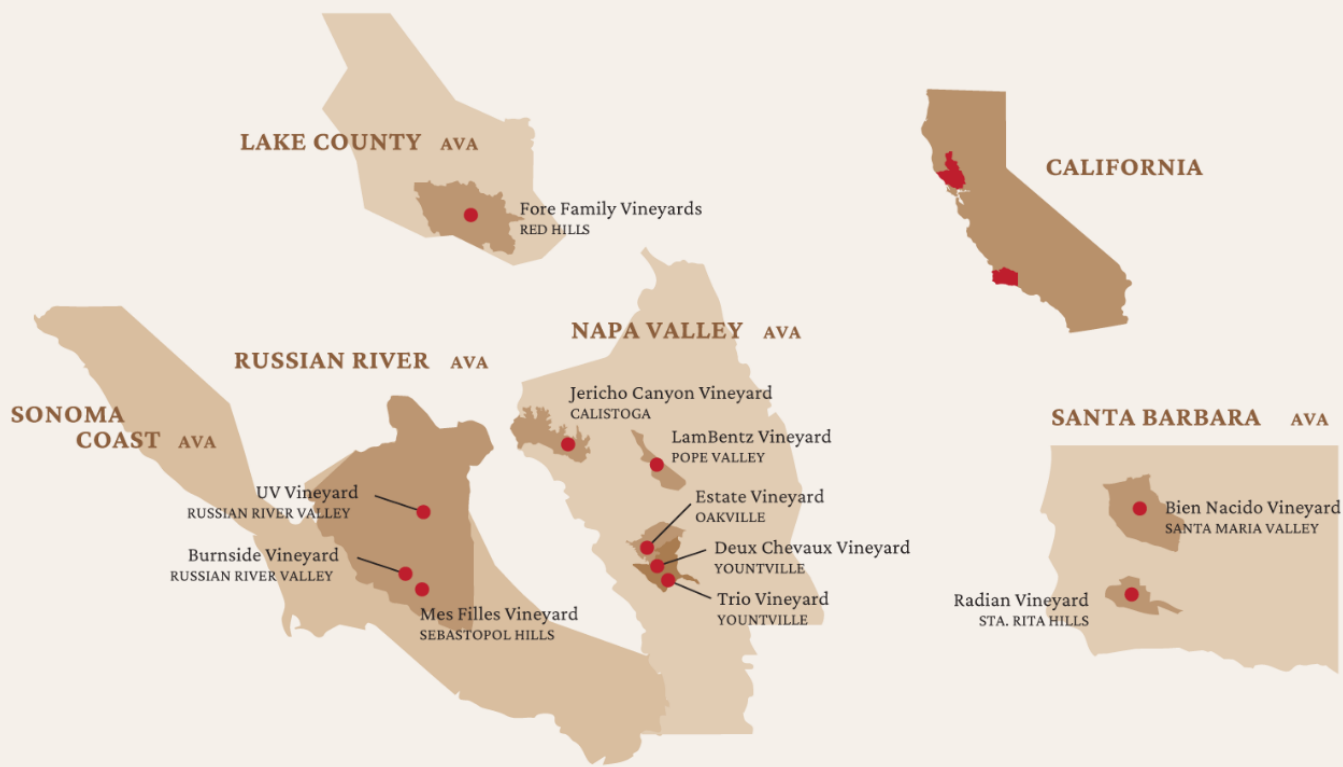 LAKE COUNTY AVA
Fore Family Vineyards
RED HILLS
CALIFORNIA
NAPA VALLEY AVA
Jericho Canyon Vineyard
CALISTOGA
LamBentz Vineyard
POPE VALLEY
Estate Vineyard
OAKVILLE
Deux Chevaux Vineyard
YOUNTVILLE
Trio Vineyard
YOUNTVILLE
RUSSIAN RIVER AVA
SONOMA
COAST AVA
UV Vineyard
RUSSIAN RIVER VALLEY
Burnside Vineyard
RUSSIAN RIVER VALLEY
Mes Filles Vineyard
SEBASTOPOL HILLS
SANTA BARBARA AVA
Bien Nacido Vineyard
SANTA MARIA VALLEY
Radian Vineyard
STA. RITA HILLS